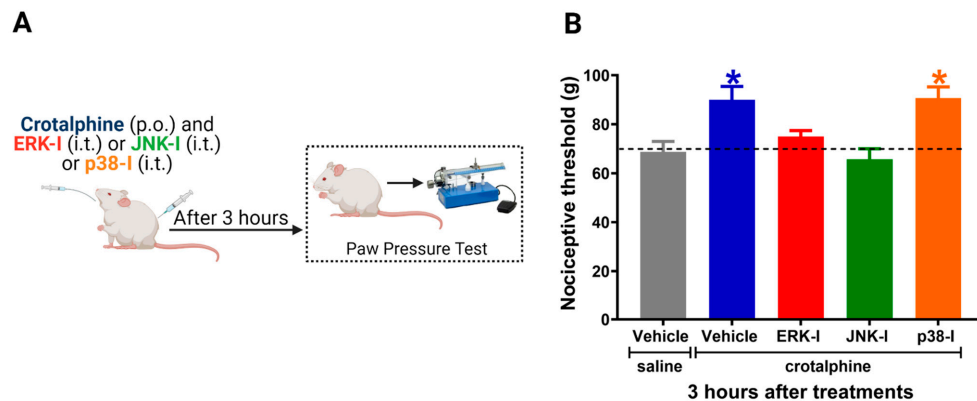 A
Crotalphine (p.o.) and
ERK-I (i.t.) or JNK-I (i.t.)
or p38-I (i.t.)
After 3 hours
Paw Pressure Test
B
Nociceptive threshold (g)
100
80
60
40
20
0
*
*
Vehicle Vehicle ERK-I JNK-I p38-I
saline crotalphine
3 hours after treatments